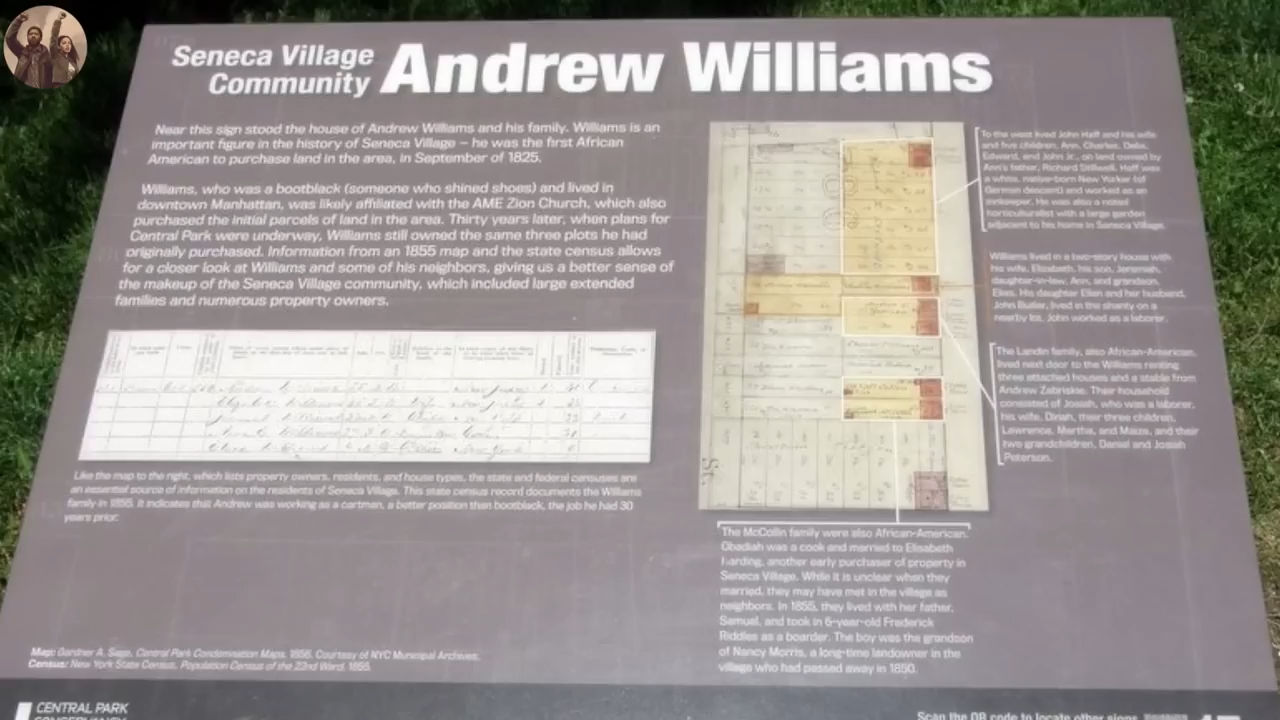 Seneca Village
Community
Andrew Williams
Near this sign stood the house of Andrew Williams and his family. Williams is an
important figure in the history of Seneca Village – he was the first African
American to purchase land in the area, in September of 1825.
Williams, who was a bootblack (someone who shined shoes) and lived in
downtown Manhattan, was likely affiliated with the AME Zion Church, which also
purchased the initial parcels of land in the area. Thirty years later, when plans for
Central Park were underway, Williams still owned the same three plots he had
originally purchased. Information from an 1855 map and the state census allows
for a closer look at Williams and some of his neighbors, giving us a better sense of
the makeup of the Seneca Village community, which included large extended
families and numerous property owners.
Like the map to the right, which lists property owners, residents, and house types, the state and federal censuses are
an essential source of information on the residents of Seneca Village. This state census record documents the Williams
family in 1855. It indicates that Andrew was working as a cartman, a better position than bootblack, the job he had 30
years prior.
Map: Gardner A. Sage, Central Park Condemnation Maps, 1856. Courtesy of NYC Municipal Archives.
Census: New York State Census, Population Census of the 22nd Ward, 1855.
To the west lived John Haff and his wife
and five children, Ann, Charles, Delia,
Edward, and John Jr., on land owned by
Ann's father, Richard Stillwell. Haff was
a white, native-born New Yorker (of
German descent) and worked as an
innkeeper. He was also a noted
horticulturalist with a large garden
adjacent to his home in Seneca Village.
Williams lived in a two-story house with
his wife, Elizabeth, his son, Jeremiah,
daughter-in-law, Ann, and grandson,
Elias. His daughter Ellen and her husband,
John Butler, lived in the shanty on a
nearby lot. John worked as a laborer.
The Landin family, also African-American,
lived next door to the Williams renting
three attached houses and a stable from
Andrew Zabriskie. Their household
consisted of Josiah, who was a laborer,
his wife, Dinah, their three children,
Lawrence, Martha, and Maize, and their
two grandchildren, Daniel and Josiah
Peterson.
St.
The McCollin family were also African-American.
Obadiah was a cook and married to Elisabeth
Harding, another early purchaser of property in
Seneca Village. While it is unclear when they
married, they may have met in the village as
neighbors. In 1855, they lived with her father,
Samuel, and took in 6-year-old Frederick
Riddles as a boarder. The boy was the grandson
of Nancy Morris, a long-time landowner in the
village who had passed away in 1850.
CENTRAL PARK
CONSERVANCY
Scan the QR code to locate other signs